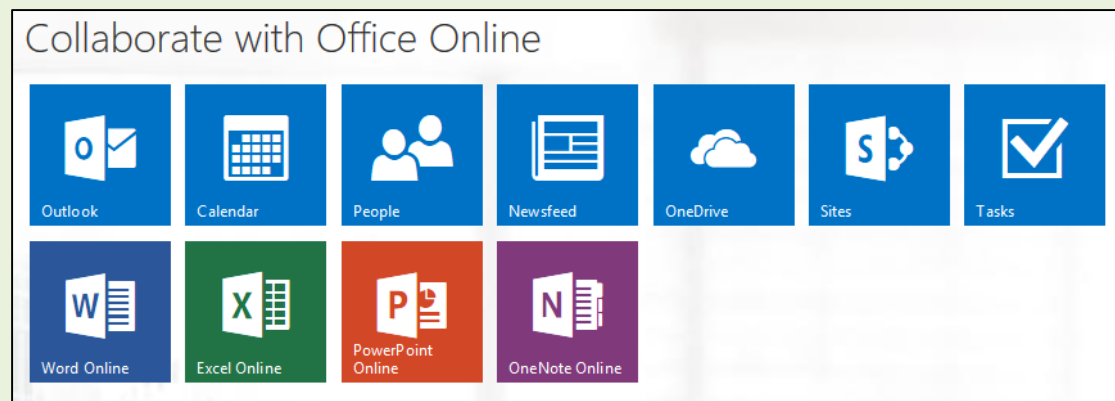 Collaborate with Office Online
O
S
Outlook
Calendar
People
Newsfeed
OneDrive
Sites
Tasks
W
X
P
N
Word Online
Excel Online
PowerPoint
Online
OneNote Online